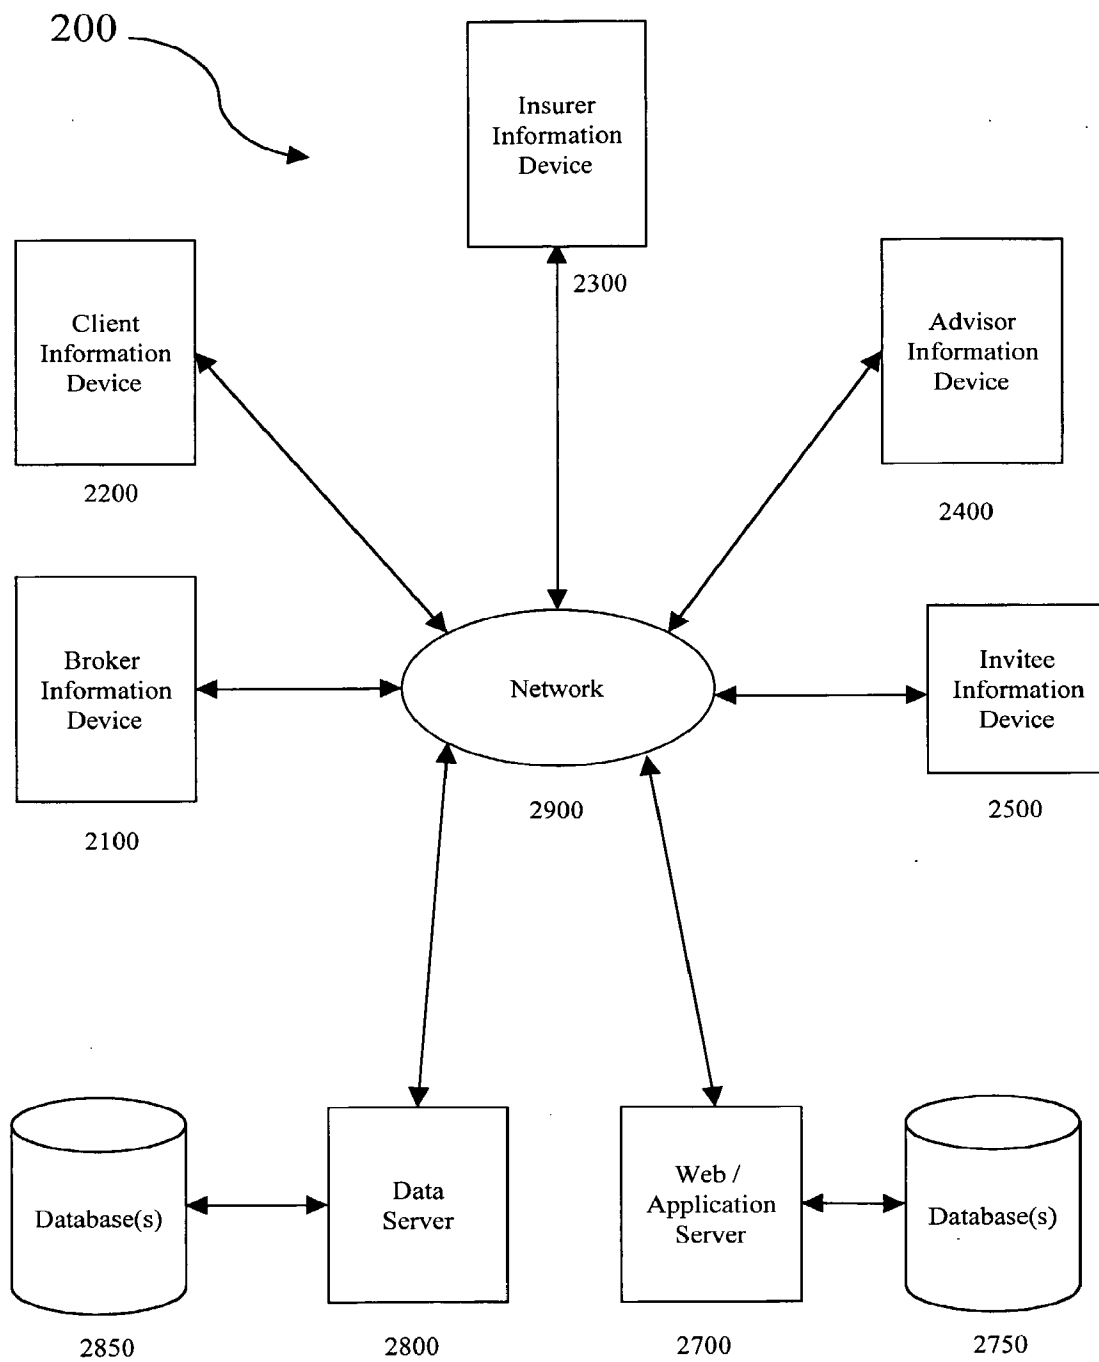 200
Insurer
Information
Device
2300
Client
Information
Device
2200
Advisor
Information
Device
2400
Broker
Information
Device
2100
Network
2900
Invitee
Information
Device
2500
Database(s)
2850
Data
Server
2800
Web /
Application
Server
2700
Database(s)
2750